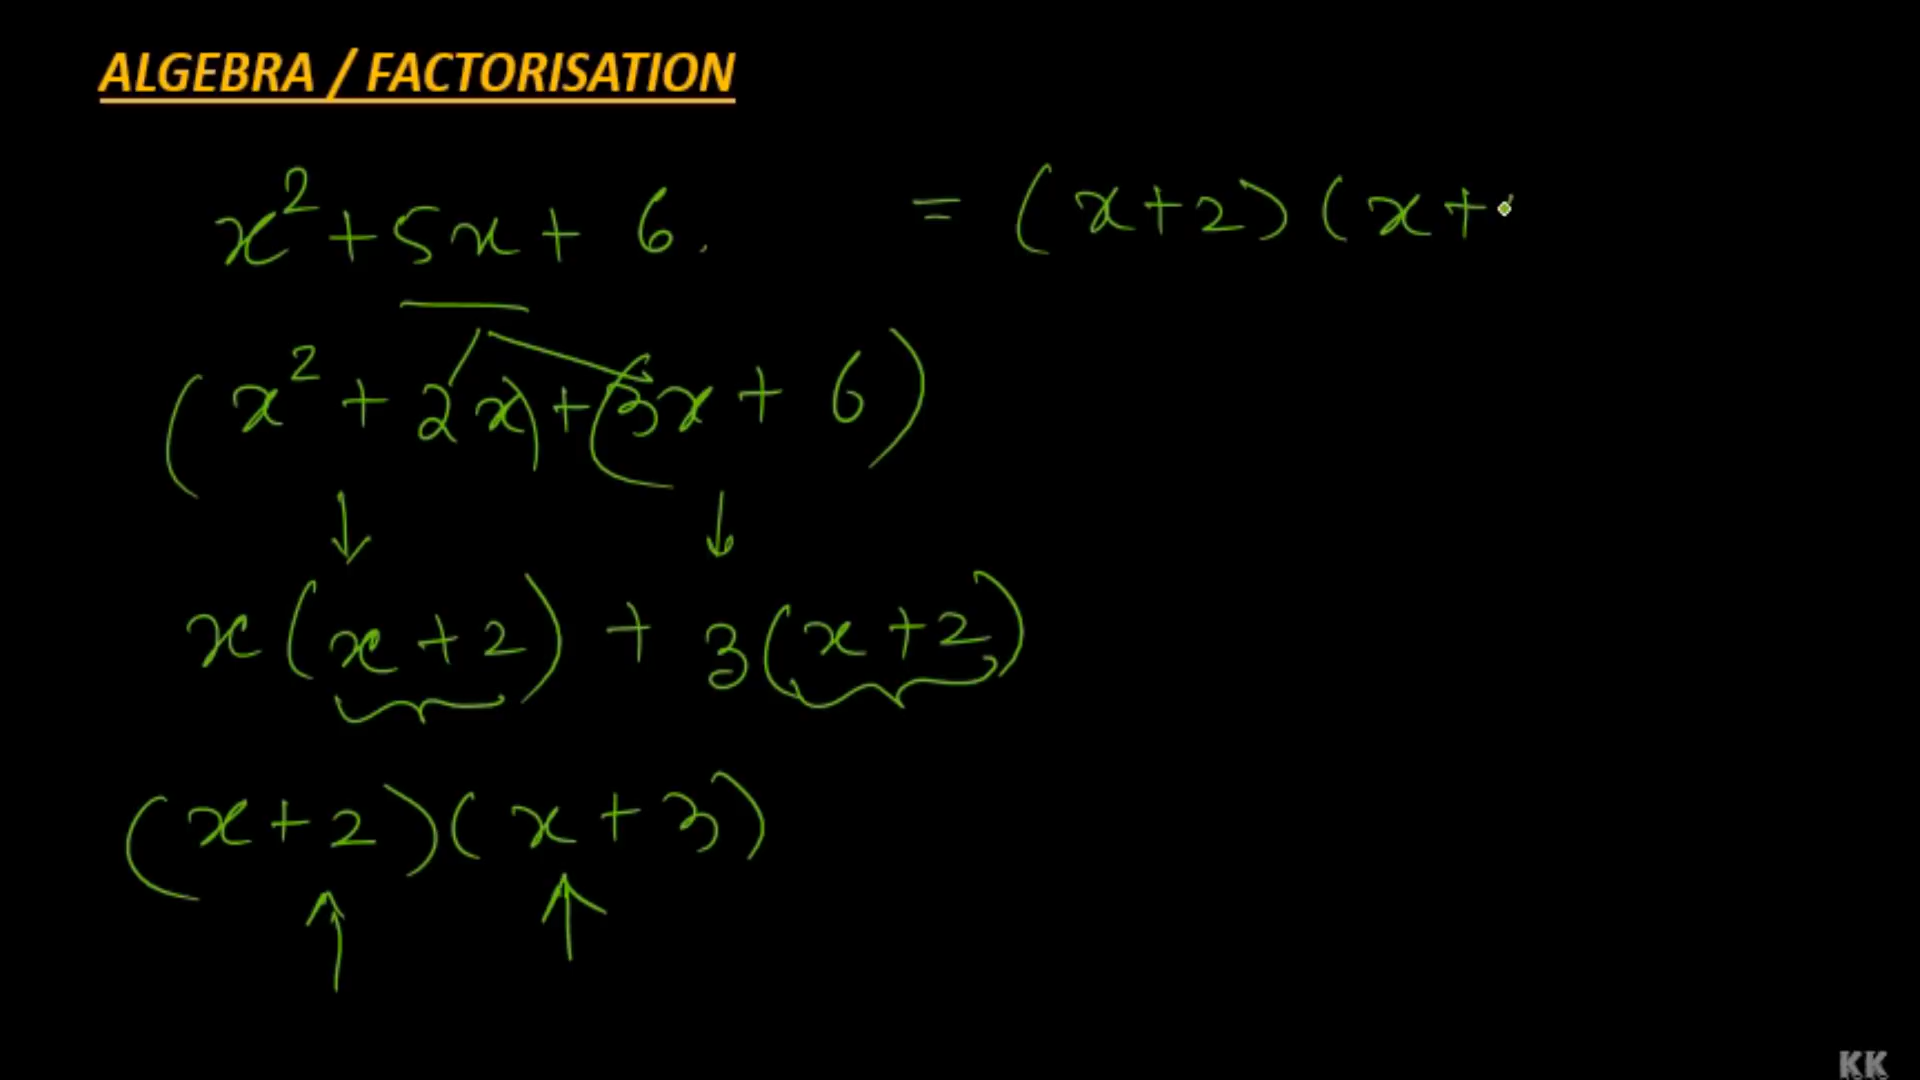 ALGEBRA / FACTORISATION
x² + 5x + 6. = (x+2) (x+
(x² + 2x) + (3x + 6)
x (x + 2) + 3 (x + 2)
(x + 2) (x + 3)
KK